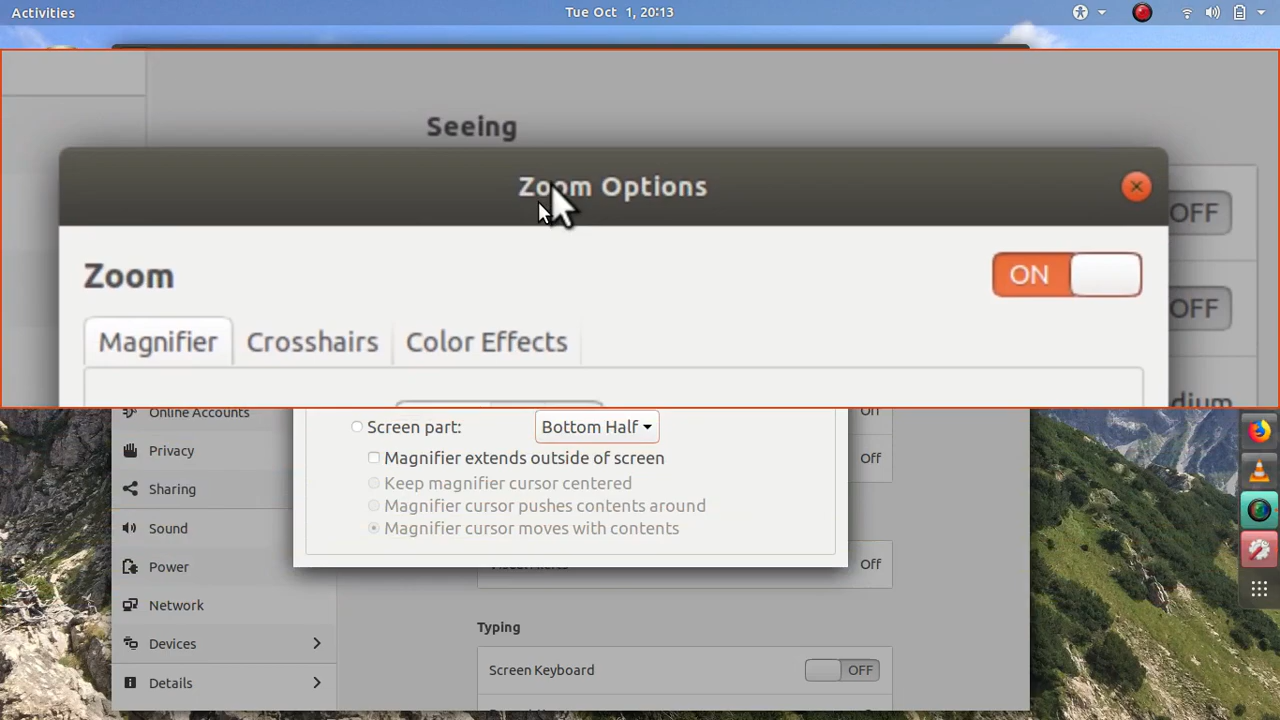 Activities
Tue Oct 1, 20:13
Seeing
Zoom Options
OFF
Zoom
ON
OFF
Magnifier
Crosshairs
Color Effects
Online Accounts
Screen part:
Bottom Half
Off
Privacy
Magnifier extends outside of screen
Off
Keep magnifier cursor centered
Sharing
Magnifier cursor pushes contents around
Sound
Magnifier cursor moves with contents
Power
Off
Network
Typing
Devices
Screen Keyboard
OFF
Details